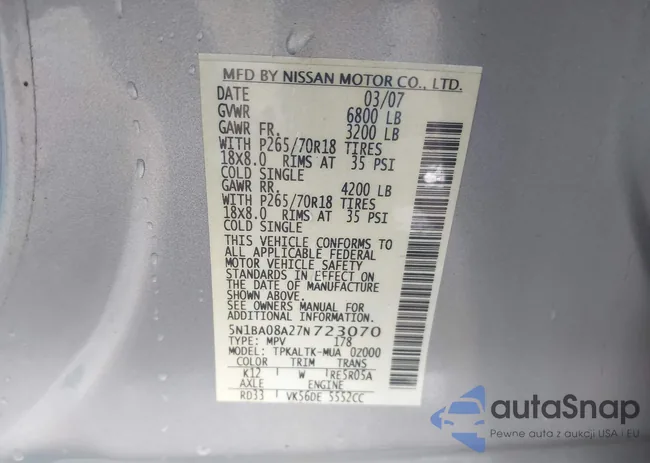 MFD BY NISSAN MOTOR CO., LTD.
DATE 03/07
GVWR 6800 LB
GAWR FR. 3200 LB
WITH P265/70R18 TIRES
18X8.0 RIMS AT 35 PSI
COLD SINGLE
GAWR RR. 4200 LB
WITH P265/70R18 TIRES
18X8.0 RIMS AT 35 PSI
COLD SINGLE
THIS VEHICLE CONFORMS TO
ALL APPLICABLE FEDERAL
MOTOR VEHICLE SAFETY
STANDARDS IN EFFECT ON
THE DATE OF MANUFACTURE
SHOWN ABOVE.
SEE OWNERS MANUAL FOR
ADDITIONAL INFORMATION
5N1BA08A27N723070
TYPE: MPV 178
MODEL: TPKALTK-MUA 02000
COLOR TRIM TRANS
K12 W RE5R05A
AXLE ENGINE
RD33 VK56DE 5552CC
autoSnap
Pewne auta z aukcji USA i EU